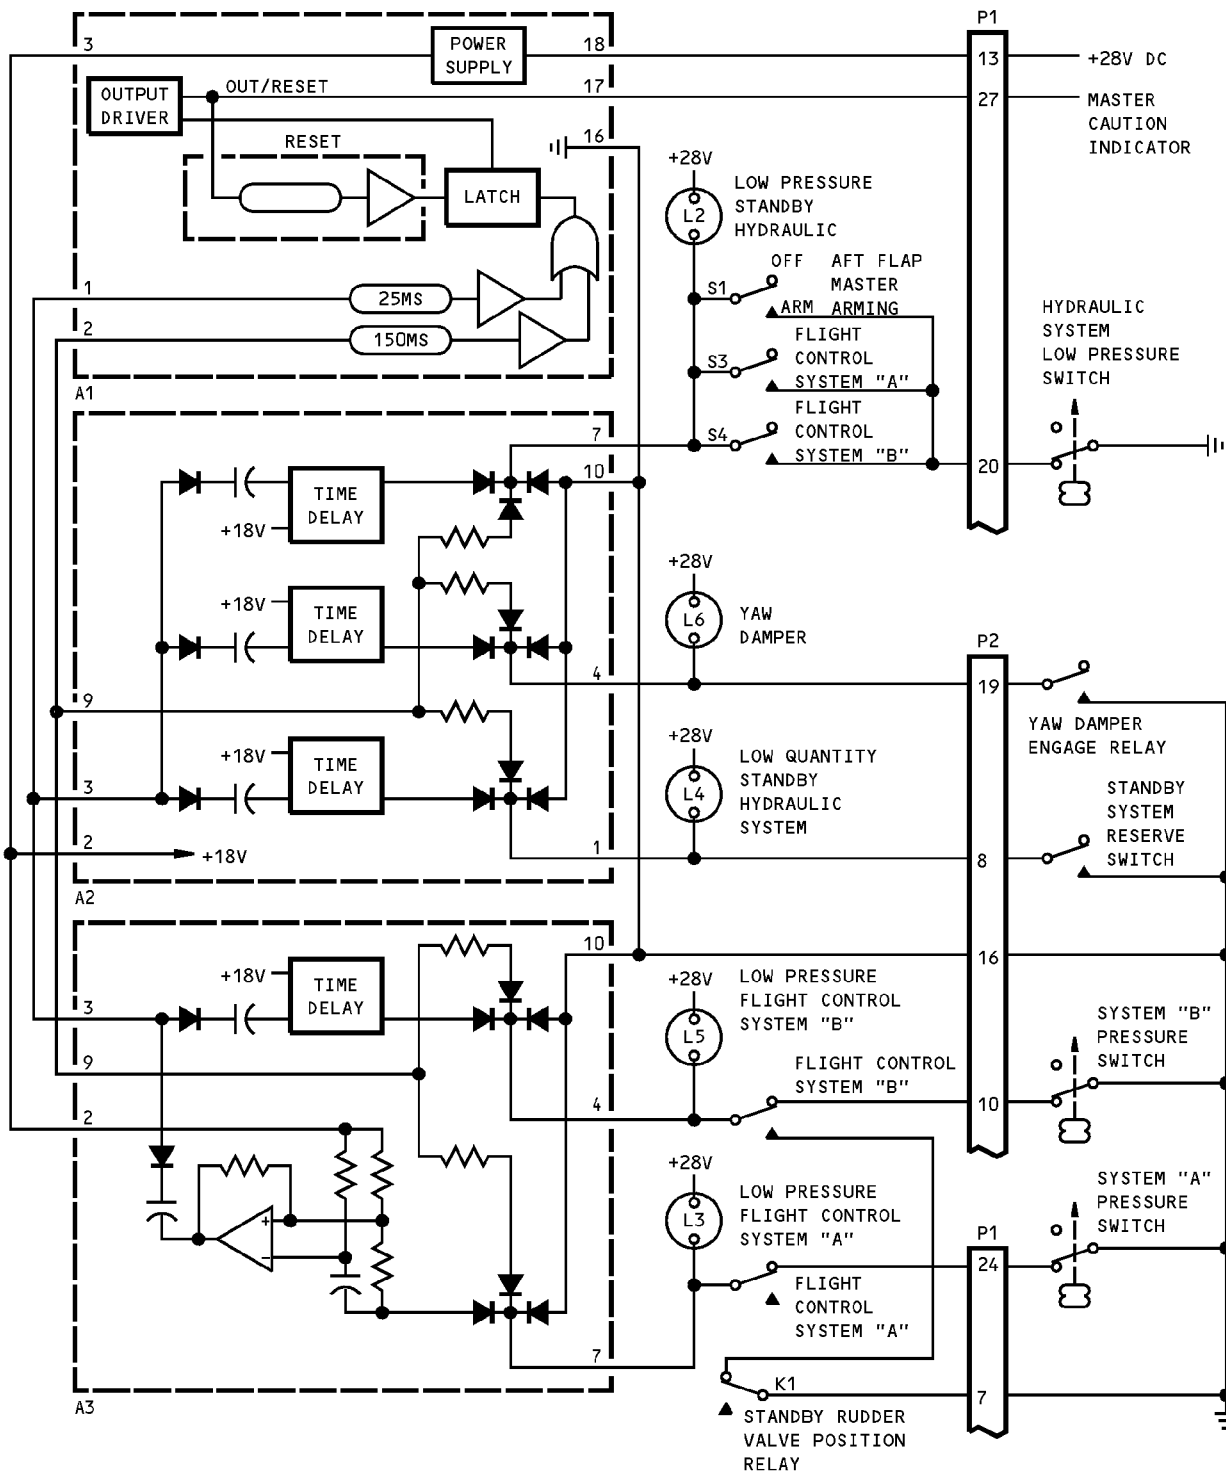 P1
3
POWER
SUPPLY
18
13
+28V DC
OUTPUT
DRIVER
OUT/RESET
17
27
MASTER
CAUTION
INDICATOR
RESET
16
LATCH
+28V
L2
LOW PRESSURE
STANDBY
HYDRAULIC
1
25MS
2
150MS
A1
S1
OFF
ARM
AFT FLAP
MASTER
ARMING
S3
FLIGHT
CONTROL
SYSTEM "A"
S4
FLIGHT
CONTROL
SYSTEM "B"
HYDRAULIC
SYSTEM
LOW PRESSURE
SWITCH
20
7
10
TIME
DELAY
+18V
+18V
TIME
DELAY
+28V
L6
YAW
DAMPER
P2
4
19
9
YAW DAMPER
ENGAGE RELAY
+18V
TIME
DELAY
3
+28V
L4
LOW QUANTITY
STANDBY
HYDRAULIC
SYSTEM
STANDBY
SYSTEM
RESERVE
SWITCH
2
+18V
1
8
A2
10
16
+18V
TIME
DELAY
3
+28V
L5
LOW PRESSURE
FLIGHT CONTROL
SYSTEM "B"
SYSTEM "B"
PRESSURE
SWITCH
9
FLIGHT CONTROL
SYSTEM "B"
4
10
2
+28V
L3
LOW PRESSURE
FLIGHT CONTROL
SYSTEM "A"
SYSTEM "A"
PRESSURE
SWITCH
+
−
P1
24
FLIGHT
CONTROL
SYSTEM "A"
7
K1
7
A3
STANDBY RUDDER
VALVE POSITION
RELAY